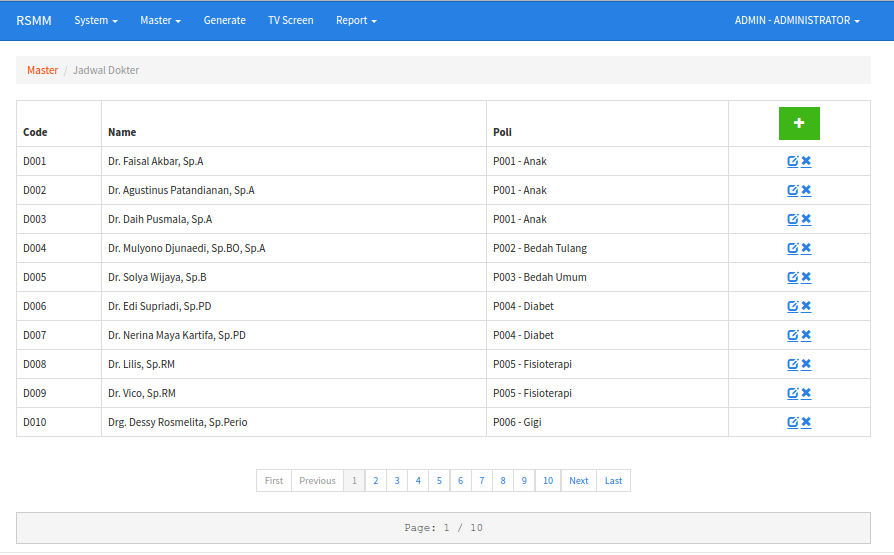 RSMM System Master Generate TV Screen Report ADMIN - ADMINISTRATOR
Master / Jadwal Dokter
Code Name Poli
D001 Dr. Faisal Akbar, Sp.A P001 - Anak
D002 Dr. Agustinus Patandianan, Sp.A P001 - Anak
D003 Dr. Daih Pusmala, Sp.A P001 - Anak
D004 Dr. Mulyono Djunaedi, Sp.BO, Sp.A P002 - Bedah Tulang
D005 Dr. Solya Wijaya, Sp.B P003 - Bedah Umum
D006 Dr. Edi Supriadi, Sp.PD P004 - Diabet
D007 Dr. Nerina Maya Kartifa, Sp.PD P004 - Diabet
D008 Dr. Lilis, Sp.RM P005 - Fisioterapi
D009 Dr. Vico, Sp.RM P005 - Fisioterapi
D010 Drg. Dessy Rosmelita, Sp.Perio P006 - Gigi
First Previous 1 2 3 4 5 6 7 8 9 10 Next Last
Page: 1 / 10